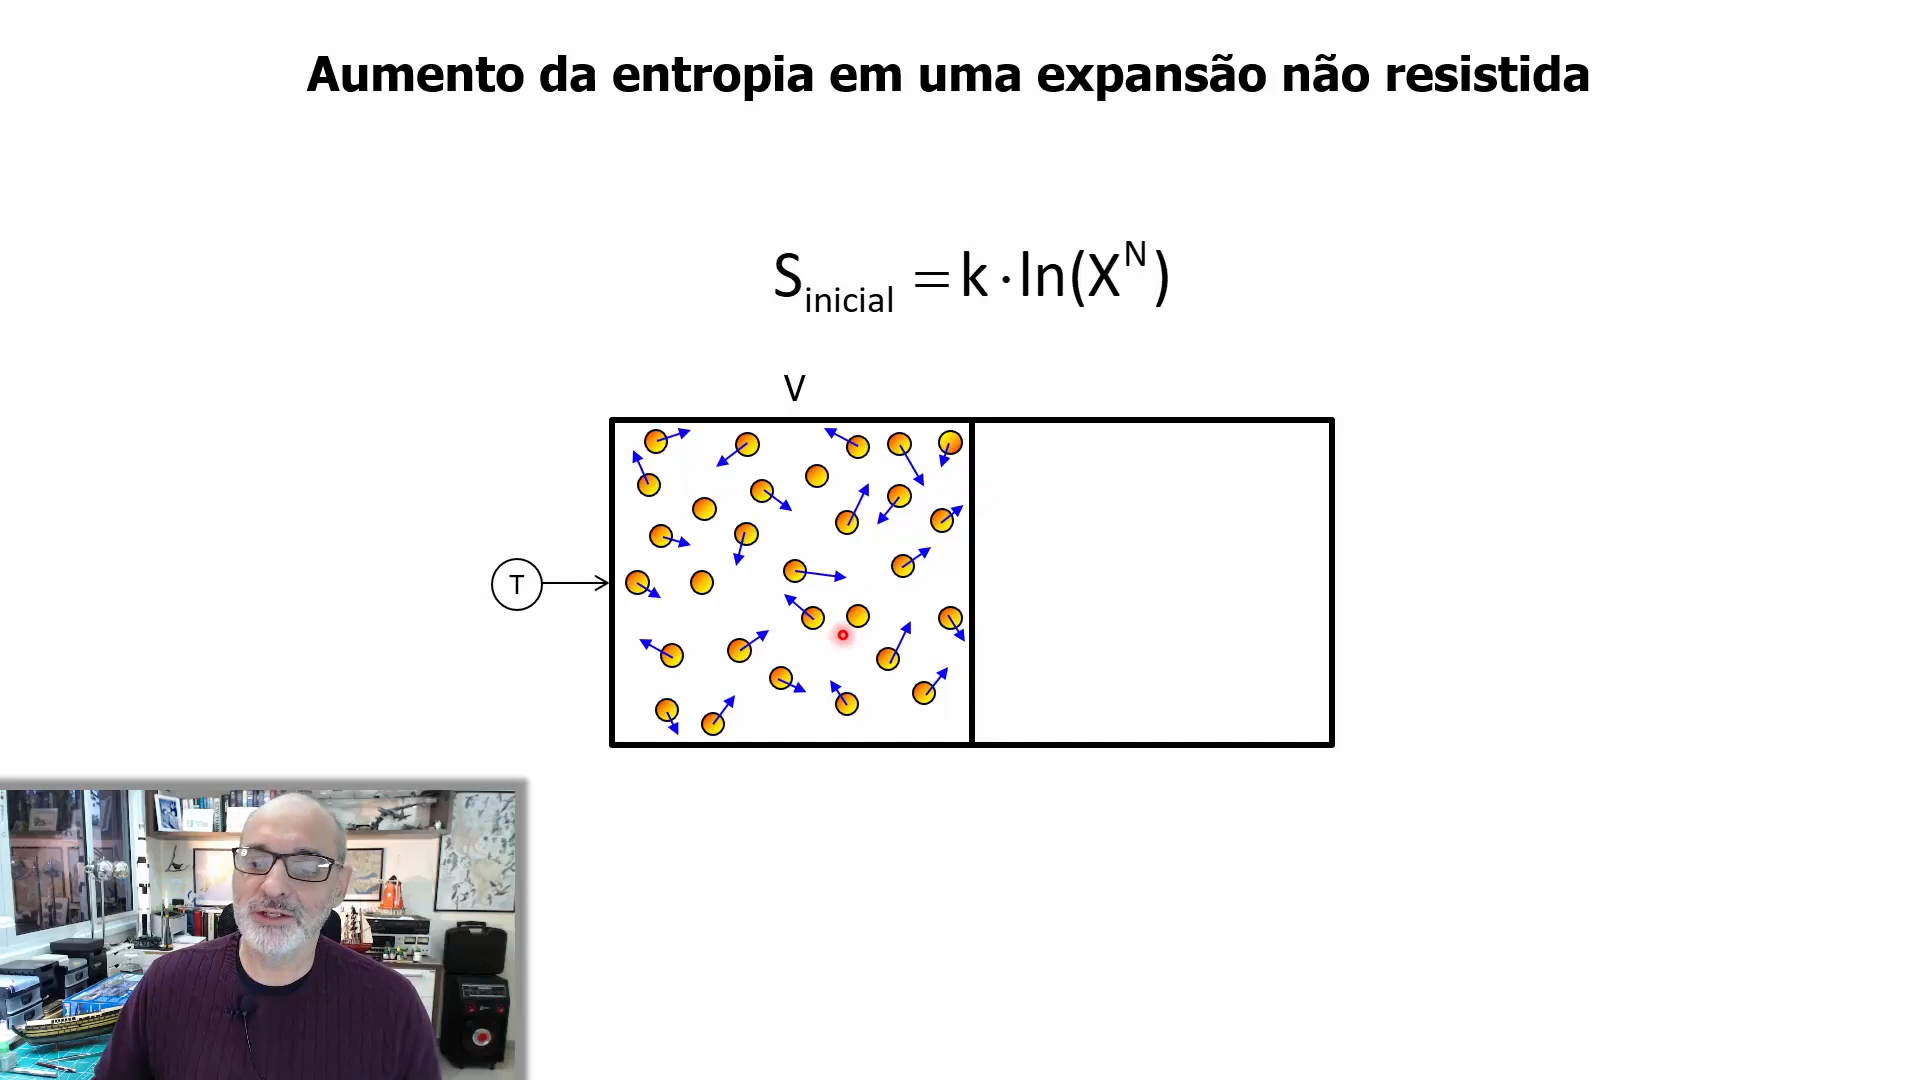 Aumento da entropia em uma expansão não resistida
S_inicial = k · ln(X^N)
V
T